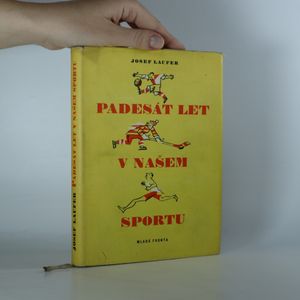 JOSEF LAUFER
PADESÁT LET
V NAŠEM
SPORTU
MLADÁ FRONTA
JOSEF LAUFER PADESÁT LET V NAŠEM SPORTU